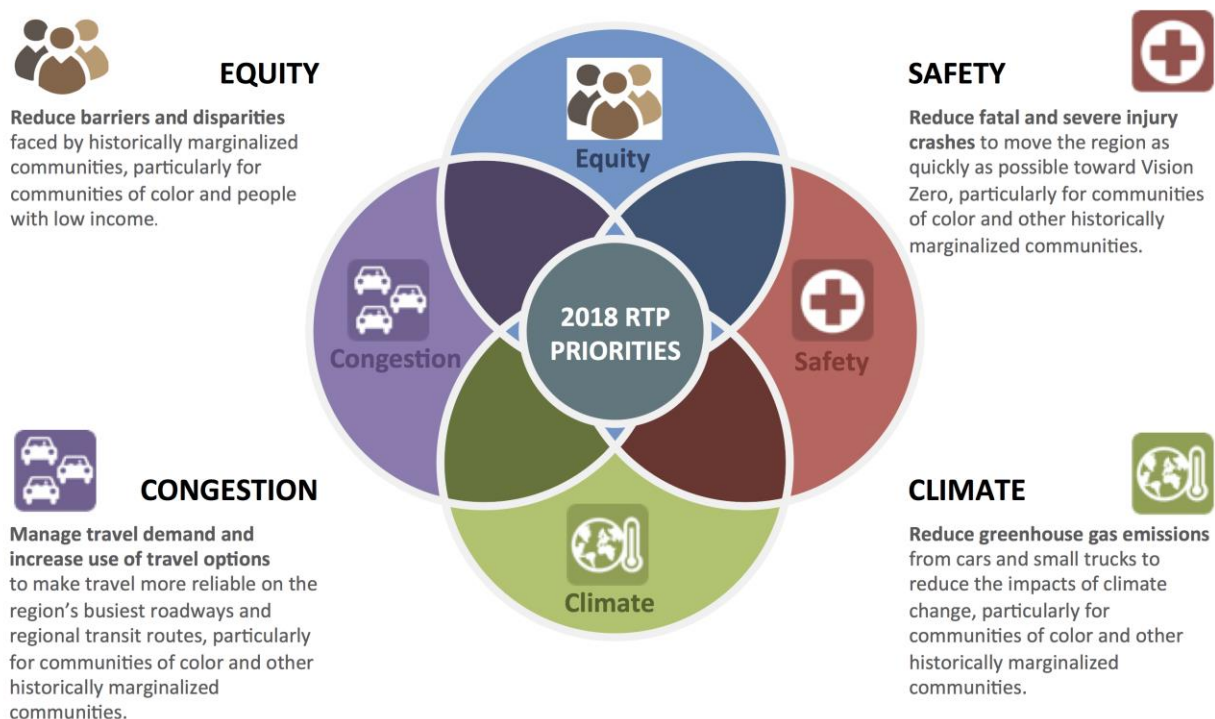 EQUITY
Reduce barriers and disparities
faced by historically marginalized
communities, particularly for
communities of color and people
with low income.
Equity
SAFETY
Reduce fatal and severe injury
crashes to move the region as
quickly as possible toward Vision
Zero, particularly for communities
of color and other historically
marginalized communities.
Congestion
2018 RTP
PRIORITIES
Safety
CONGESTION
Manage travel demand and
increase use of travel options
to make travel more reliable on the
region's busiest roadways and
regional transit routes, particularly
for communities of color and other
historically marginalized
communities.
Climate
CLIMATE
Reduce greenhouse gas emissions
from cars and small trucks to
reduce the impacts of climate
change, particularly for
communities of color and other
historically marginalized
communities.